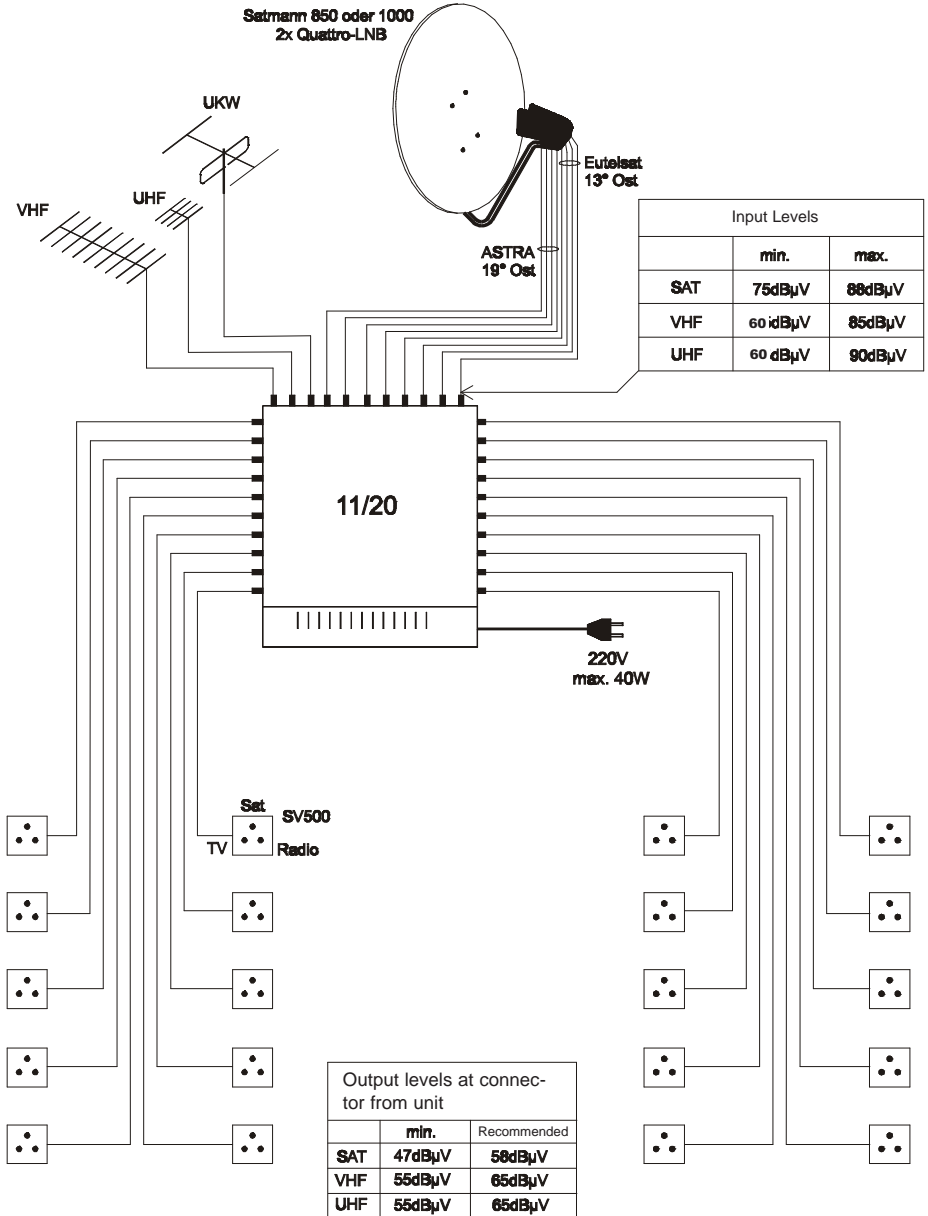 Satmann 850 oder 1000
2x Quattro-LNB
UKW
UHF
VHF
Eutelsat
13° Ost
ASTRA
19° Ost
Input Levels
min. max.
SAT 75dBµV 88dBµV
VHF 60idBµV 85dBµV
UHF 60 dBµV 90dBµV
11/20
220V
max. 40W
Sat
SV500
TV
Radio
Output levels at connec-
tor from unit
min. Recommended
SAT 47dBµV 58dBµV
VHF 55dBµV 65dBµV
UHF 55dBµV 65dBµV